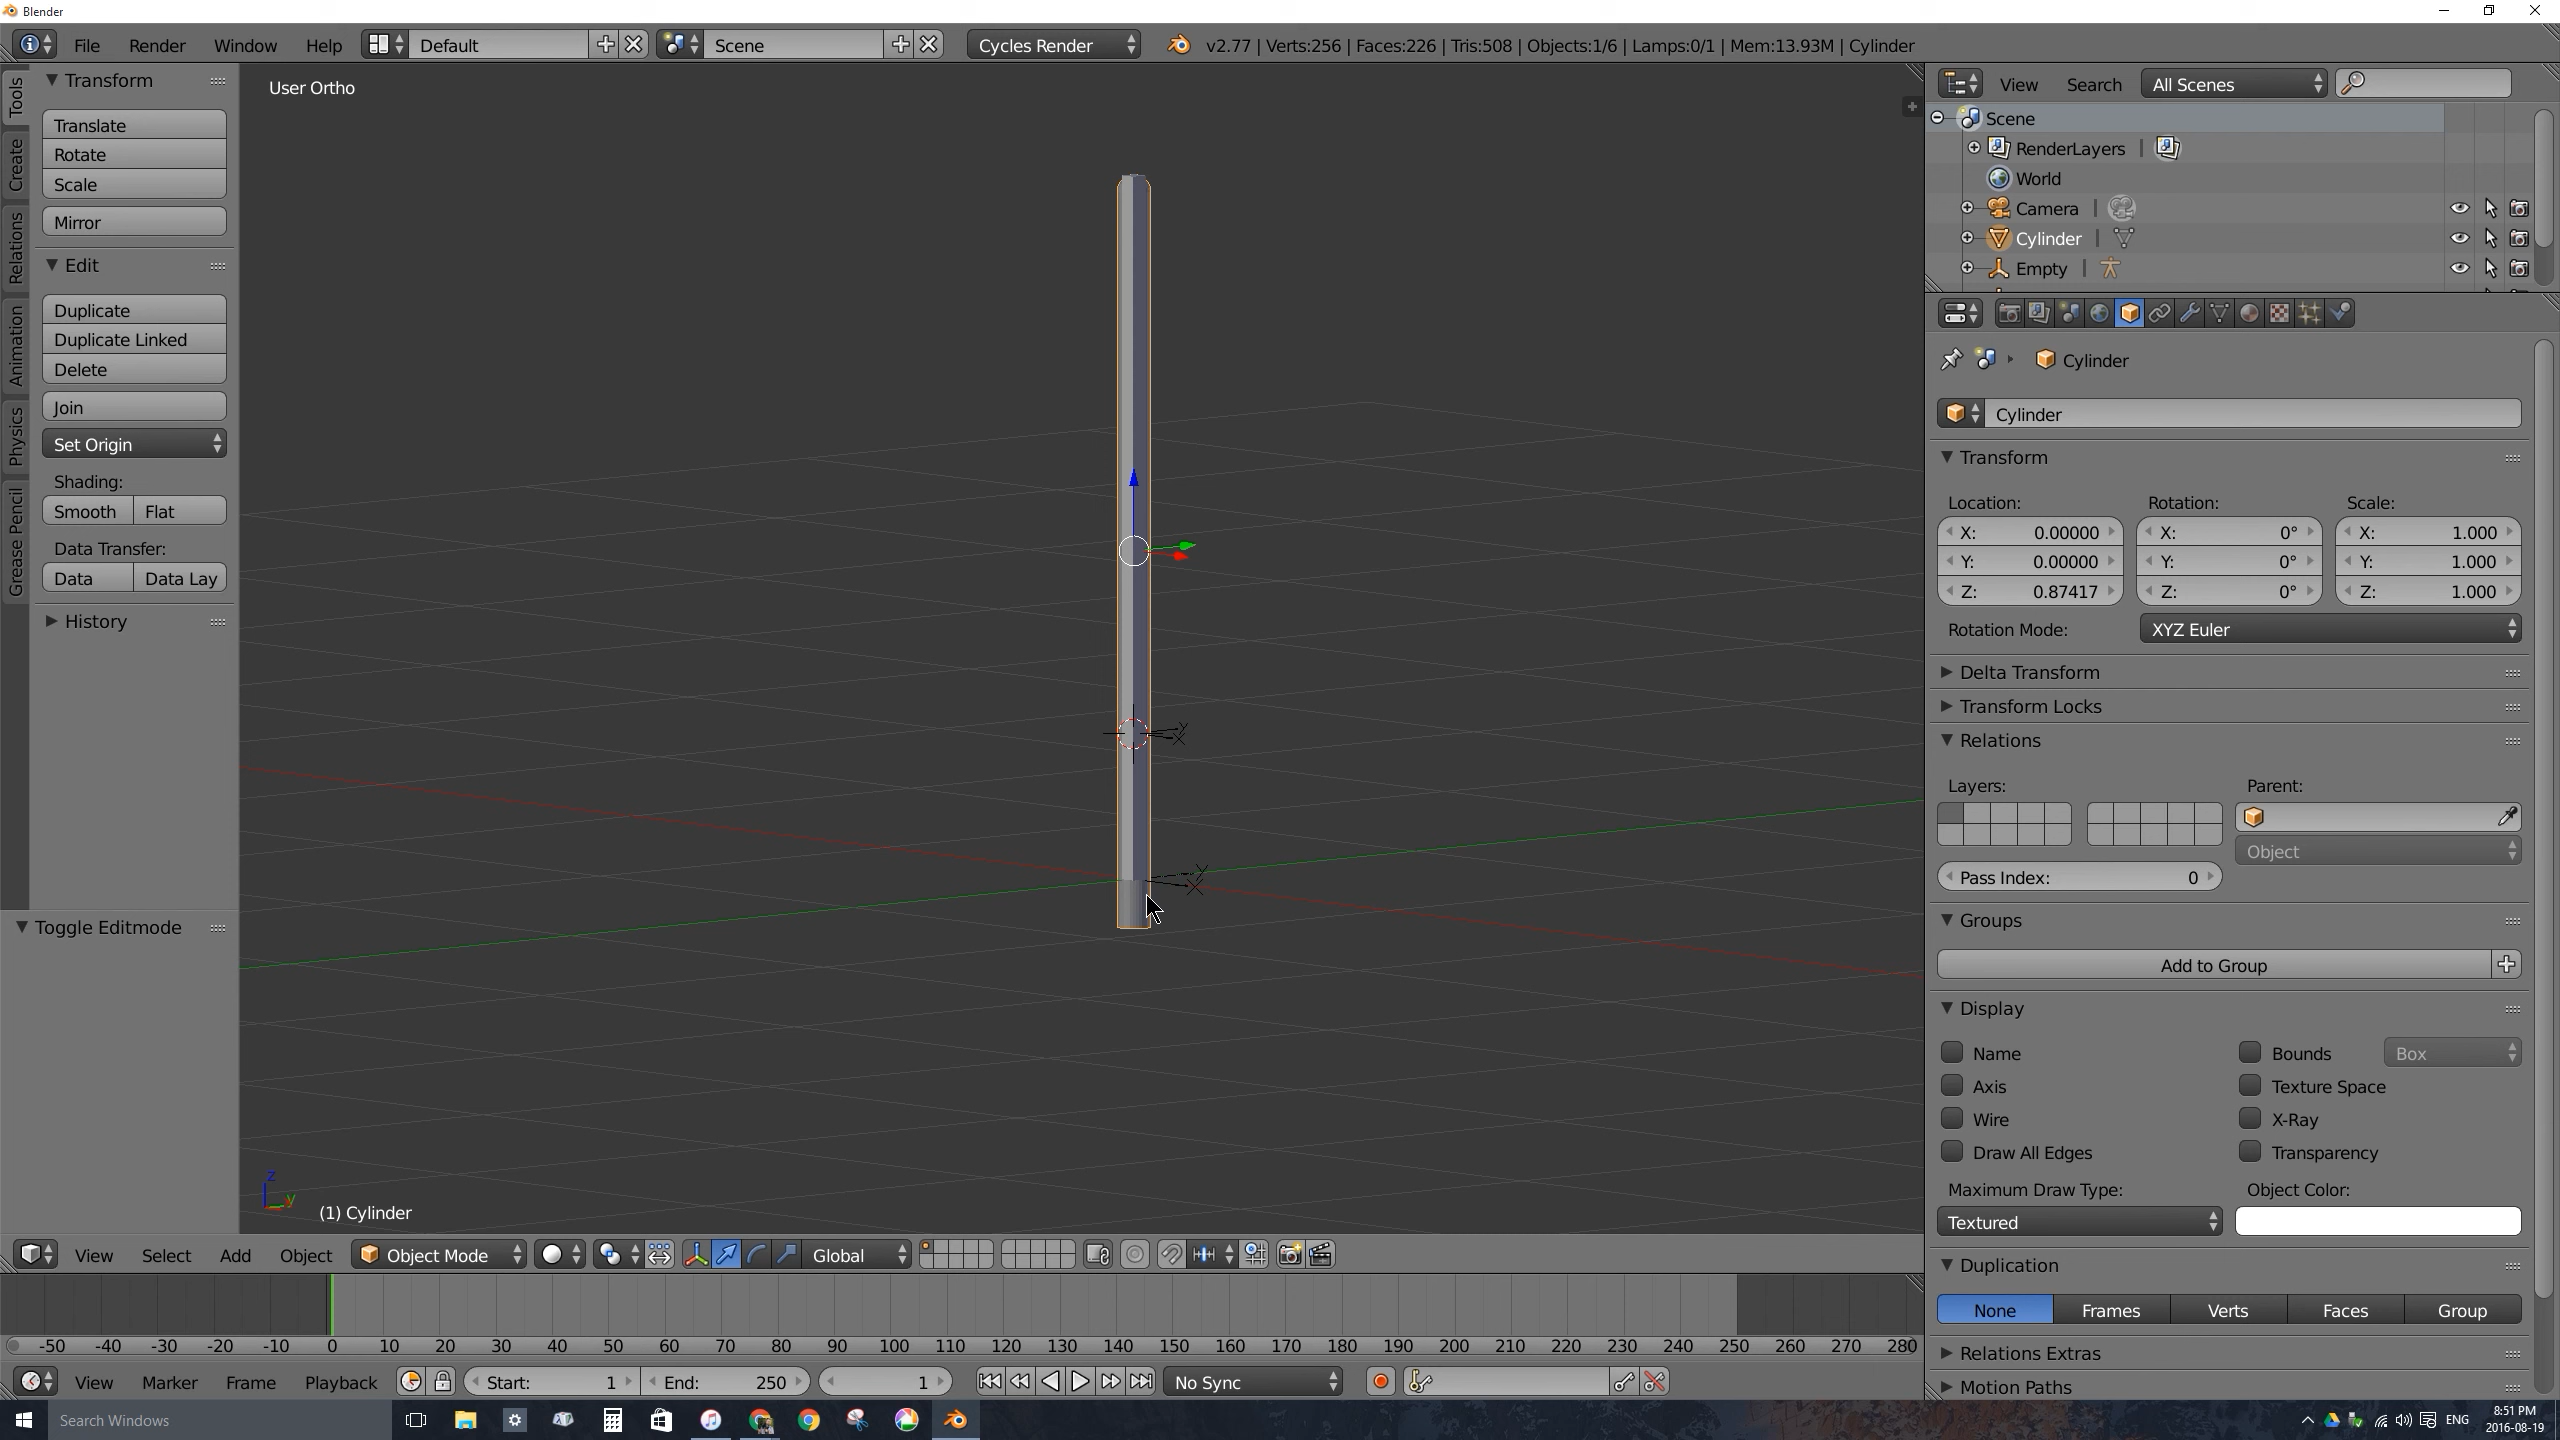 Blender
File Render Window Help Default Scene Cycles Render v2.77 | Verts:256 | Faces:226 | Tris:508 | Objects:1/6 | Lamps:0/1 | Mem:13.93M | Cylinder
Tools
Create
Relations
Animation
Physics
Grease Pencil
Transform
Translate
Rotate
Scale
Mirror
Edit
Duplicate
Duplicate Linked
Delete
Join
Set Origin
Shading:
Smooth Flat
Data Transfer:
Data Data Lay
History
Toggle Editmode
User Ortho
Y
X
Y
X
Z
y
(1) Cylinder
View Select Add Object Object Mode Global
-50 -40 -30 -20 -10 0 10 20 30 40 50 60 70 80 90 100 110 120 130 140 150 160 170 180 190 200 210 220 230 240 250 260 270 280
View Marker Frame Playback Start: 1 End: 250 1 No Sync
View Search All Scenes
Scene
RenderLayers |
World
Camera |
Cylinder |
Empty |
Cylinder
Cylinder
Transform
Location: Rotation: Scale:
X: 0.00000 X: 0° X: 1.000
Y: 0.00000 Y: 0° Y: 1.000
Z: 0.87417 Z: 0° Z: 1.000
Rotation Mode: XYZ Euler
Delta Transform
Transform Locks
Relations
Layers: Parent:
Object
Pass Index: 0
Groups
Add to Group
Display
Name Bounds Box
Axis Texture Space
Wire X-Ray
Draw All Edges Transparency
Maximum Draw Type: Object Color:
Textured
Duplication
None Frames Verts Faces Group
Relations Extras
Motion Paths
Search Windows
ENG
8:51 PM
2016-08-19